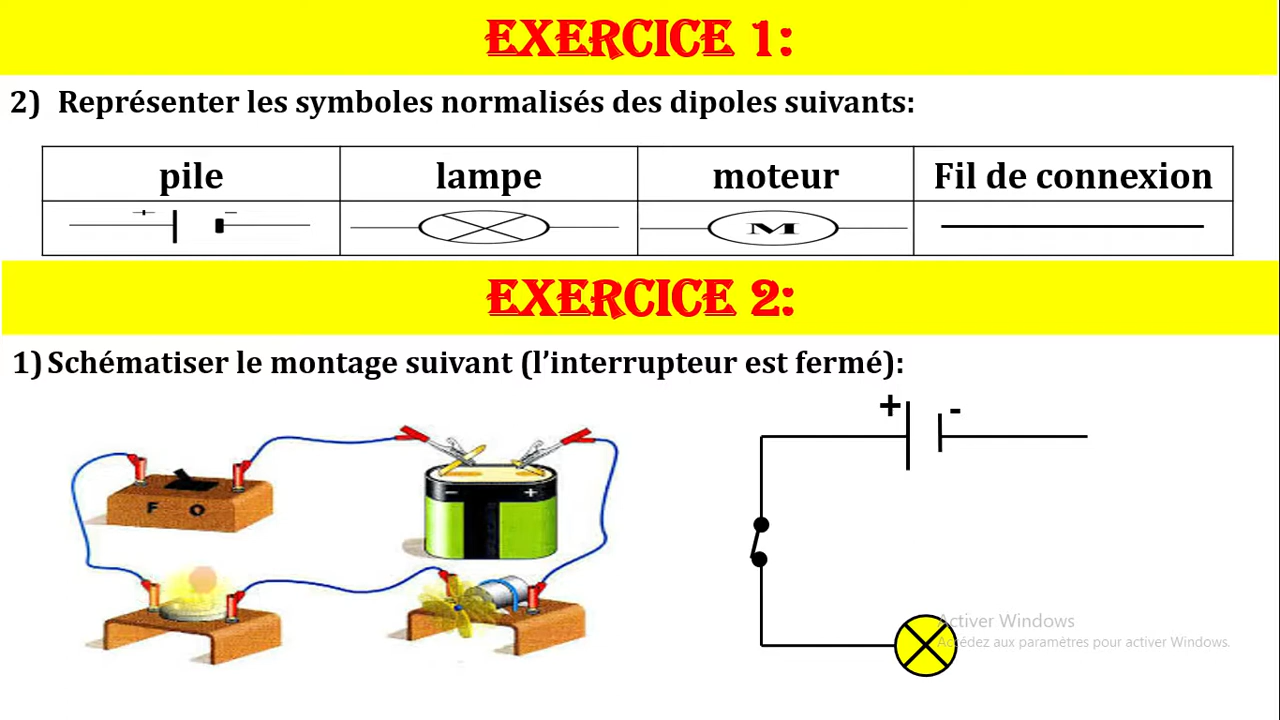 EXERCICE 1:
2) Représenter les symboles normalisés des dipoles suivants:
pile lampe moteur Fil de connexion
+ - M
EXERCICE 2:
1) Schématiser le montage suivant (l'interrupteur est fermé):
+ -
- +
F O
Activer Windows
Accédez aux paramètres pour activer Windows.